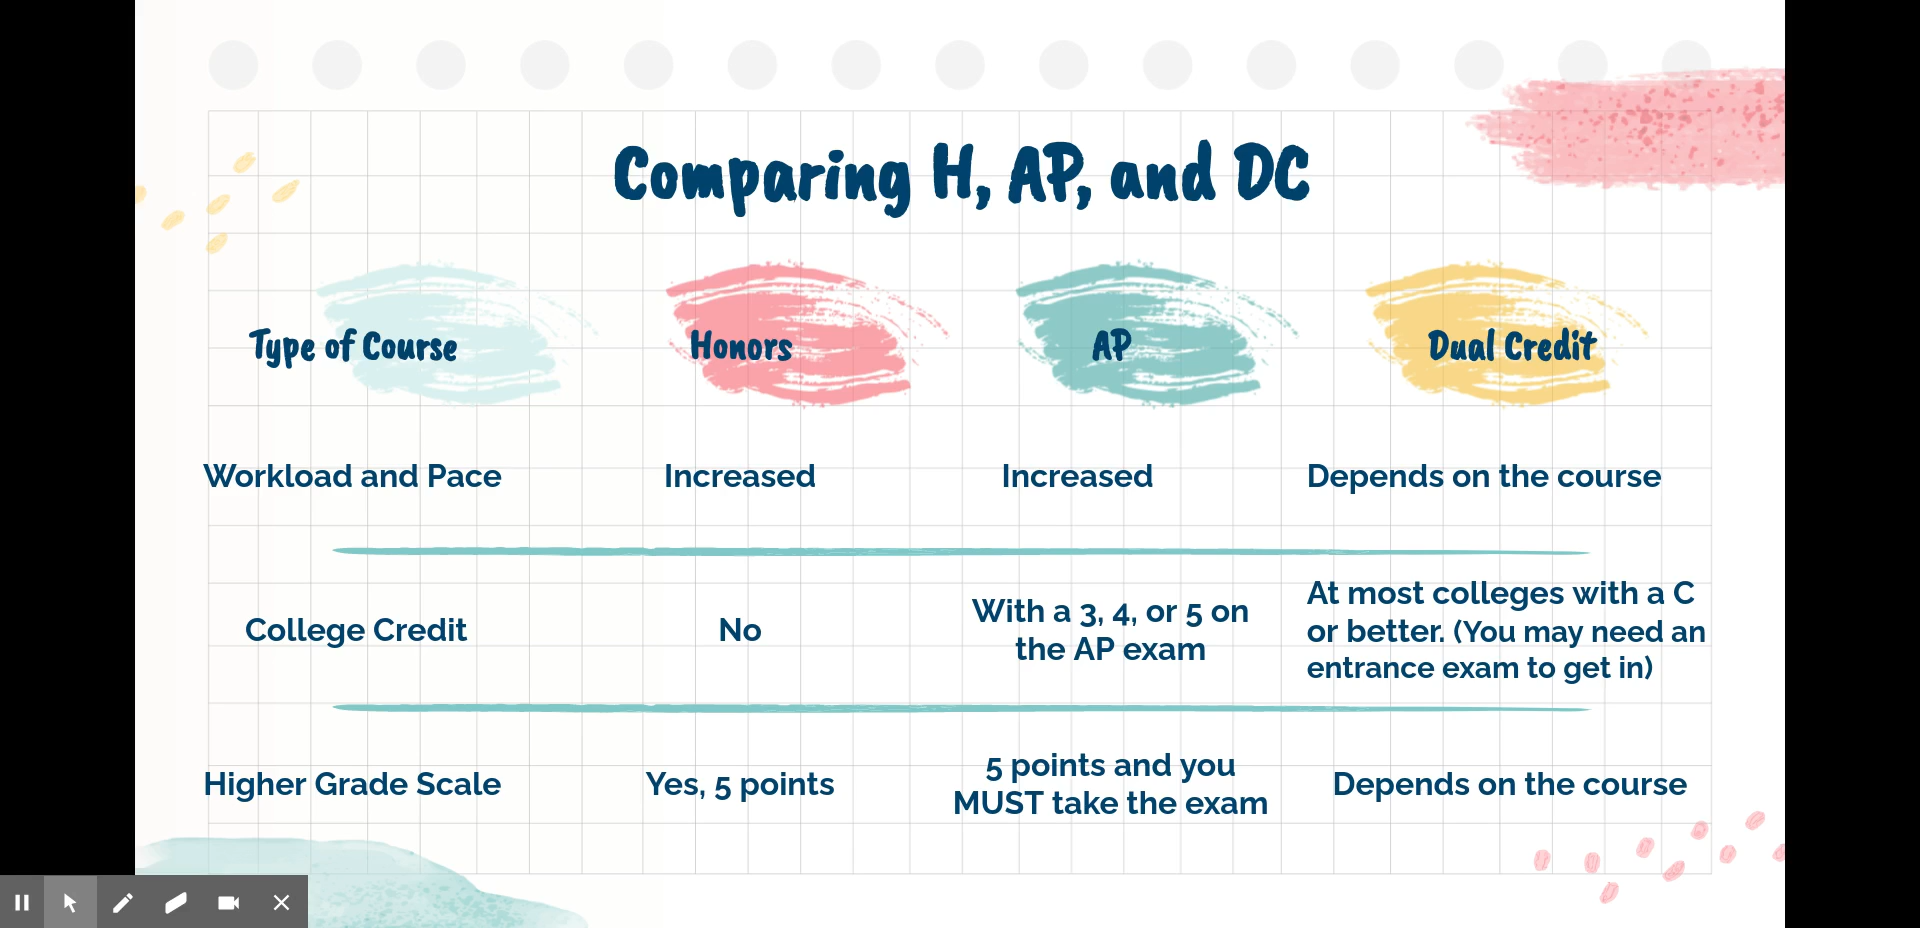 Comparing H, AP, and DC
Type of Course
Honors
AP
Dual Credit
Workload and Pace
Increased
Increased
Depends on the course
College Credit
No
With a 3, 4, or 5 on
the AP exam
At most colleges with a C
or better. (You may need an
entrance exam to get in)
Higher Grade Scale
Yes, 5 points
5 points and you
MUST take the exam
Depends on the course